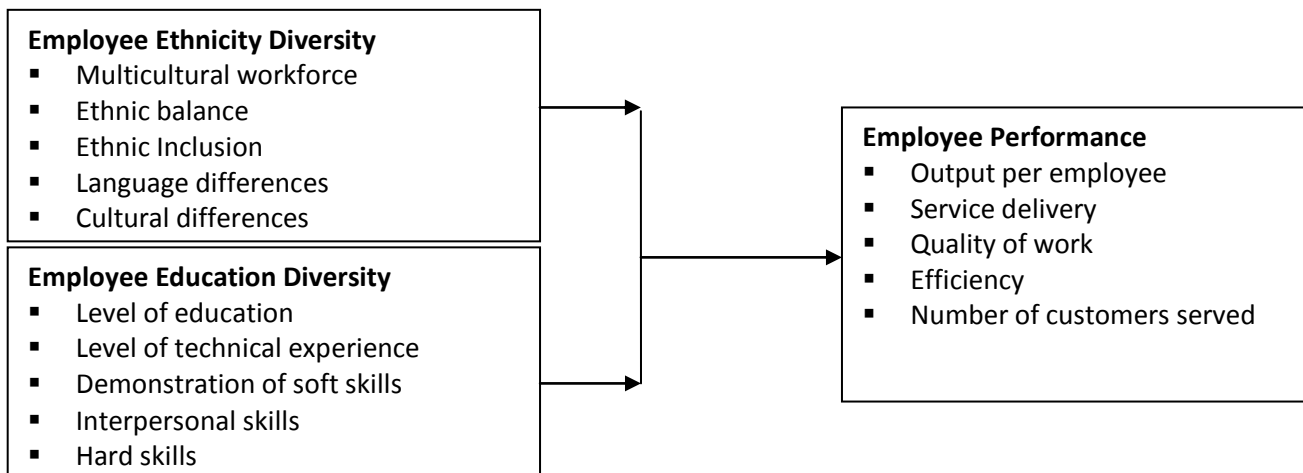 Employee Ethnicity Diversity
▪ Multicultural workforce
▪ Ethnic balance
▪ Ethnic Inclusion
▪ Language differences
▪ Cultural differences
Employee Education Diversity
▪ Level of education
▪ Level of technical experience
▪ Demonstration of soft skills
▪ Interpersonal skills
▪ Hard skills
Employee Performance
▪ Output per employee
▪ Service delivery
▪ Quality of work
▪ Efficiency
▪ Number of customers served